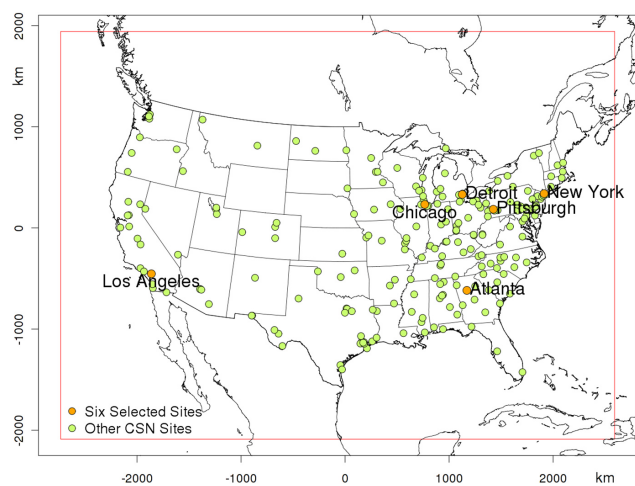 2000
km
1000
0
-1000
-2000
Detroit
New York
Chicago
Pittsburgh
Los Angeles
Atlanta
Six Selected Sites
Other CSN Sites
-2000
-1000
0
1000
2000
km